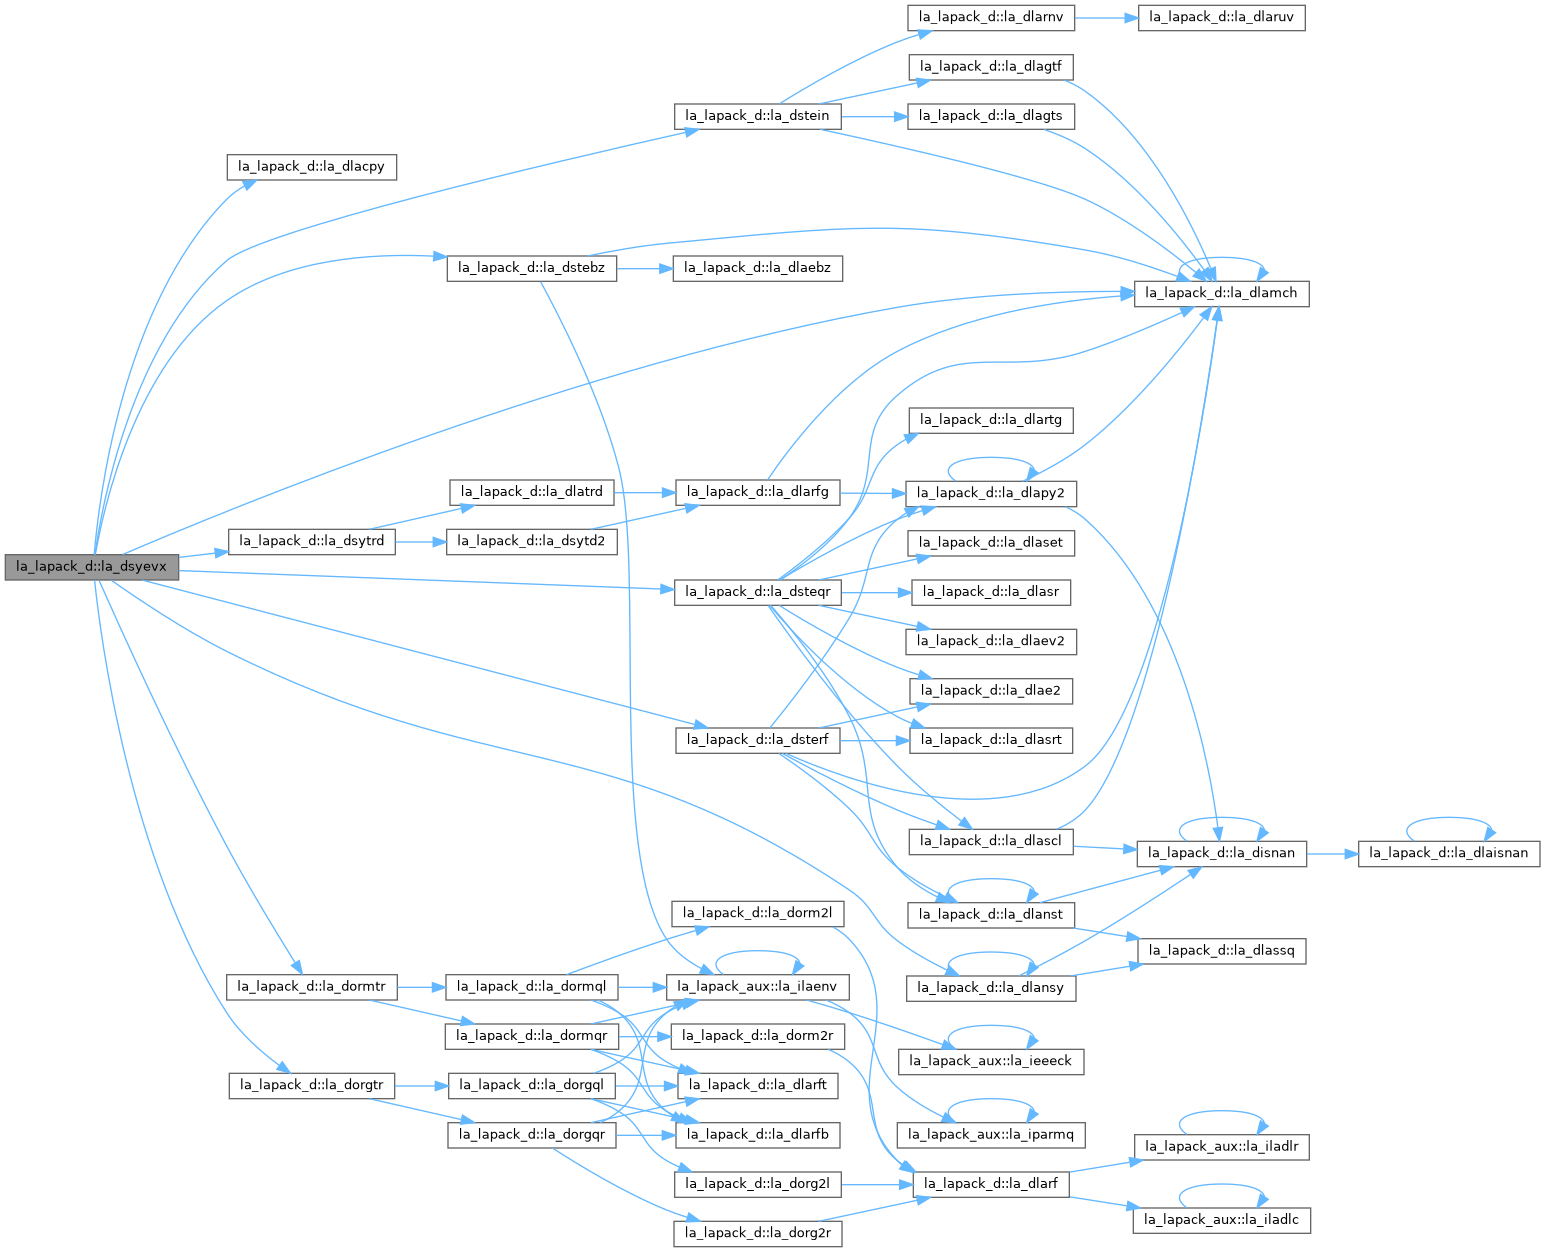 la_lapack_d::la_dlarnv
la_lapack_d::la_dlaruv
la_lapack_d::la_dlagtf
la_lapack_d::la_dstein
la_lapack_d::la_dlagts
la_lapack_d::la_dlacpy
la_lapack_d::la_dstebz
la_lapack_d::la_dlaebz
la_lapack_d::la_dlamch
la_lapack_d::la_dlartg
la_lapack_d::la_dlatrd
la_lapack_d::la_dlarfg
la_lapack_d::la_dlapy2
la_lapack_d::la_dsytrd
la_lapack_d::la_dsytd2
la_lapack_d::la_dlaset
la_lapack_d::la_dsyevx
la_lapack_d::la_dsteqr
la_lapack_d::la_dlasr
la_lapack_d::la_dlaev2
la_lapack_d::la_dlae2
la_lapack_d::la_dsterf
la_lapack_d::la_dlasrt
la_lapack_d::la_dlascl
la_lapack_d::la_disnan
la_lapack_d::la_dlaisnan
la_lapack_d::la_dorm2l
la_lapack_d::la_dlanst
la_lapack_d::la_dlassq
la_lapack_d::la_dormtr
la_lapack_d::la_dormql
la_lapack_aux::la_ilaenv
la_lapack_d::la_dlansy
la_lapack_d::la_dormqr
la_lapack_d::la_dorm2r
la_lapack_aux::la_ieeeck
la_lapack_d::la_dorgtr
la_lapack_d::la_dorgql
la_lapack_d::la_dlarft
la_lapack_d::la_dorgqr
la_lapack_d::la_dlarfb
la_lapack_aux::la_iparmq
la_lapack_aux::la_iladlr
la_lapack_d::la_dorg2l
la_lapack_d::la_dlarf
la_lapack_aux::la_iladlc
la_lapack_d::la_dorg2r